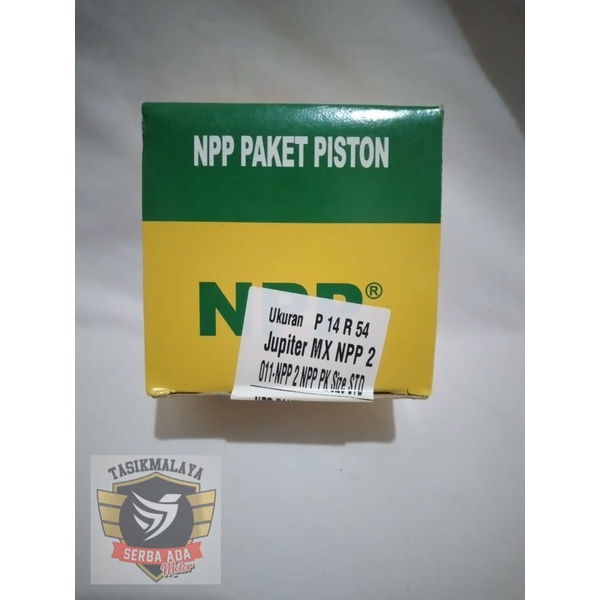 NPP PAKET PISTON
NPP®
Ukuran P 14 R 54
Jupiter MX NPP 2
011-NPP 2 NPP PK Size STD
TASIKMALAYA
SERBA ADA
Motor